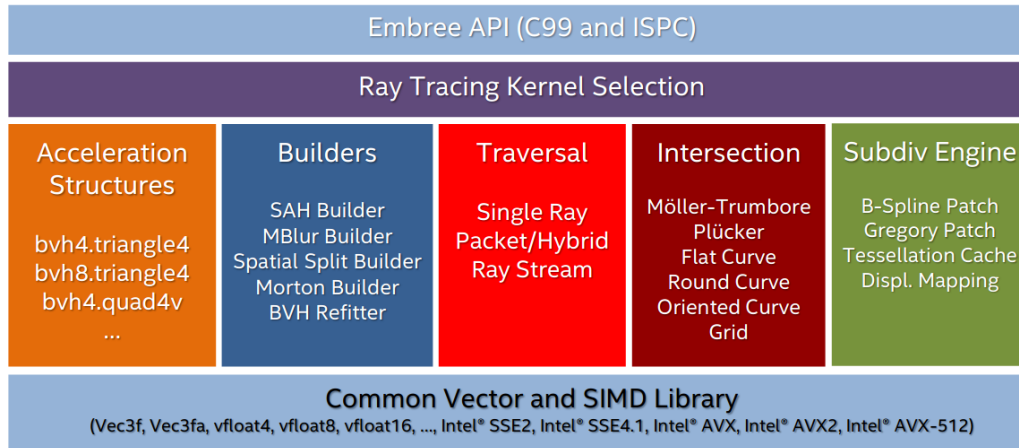 Embree API (C99 and ISPC)
Ray Tracing Kernel Selection
Acceleration
Structures
bvh4.triangle4
bvh8.triangle4
bvh4.quad4v
...
Builders
SAH Builder
MBlur Builder
Spatial Split Builder
Morton Builder
BVH Refitter
Traversal
Single Ray
Packet/Hybrid
Ray Stream
Intersection
Möller-Trumbore
Plücker
Flat Curve
Round Curve
Oriented Curve
Grid
Subdiv Engine
B-Spline Patch
Gregory Patch
Tessellation Cache
Displ. Mapping
Common Vector and SIMD Library
(Vec3f, Vec3fa, vfloat4, vfloat8, vfloat16, ..., Intel® SSE2, Intel® SSE4.1, Intel® AVX, Intel® AVX2, Intel® AVX-512)